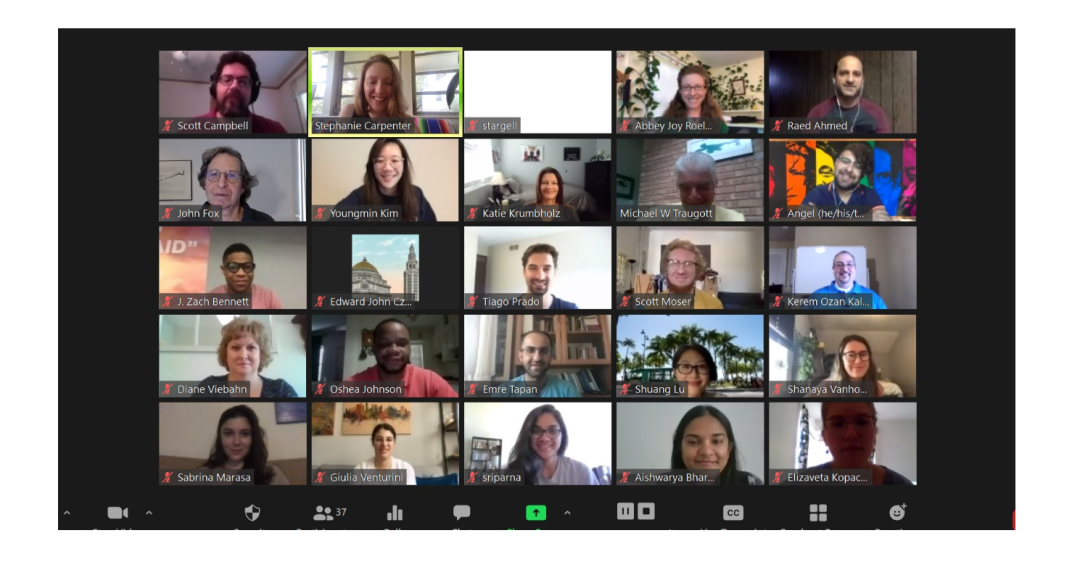 Scott Campbell
Stephanie Carpenter
stargell
Abbey Joy Roel...
Raed Ahmed
John Fox
Youngmin Kim
Katie Krumbholz
Michael W Traugott
Angel (he/his/t...
AID"
J. Zach Bennett
Edward John Cz...
Tiago Prado
Scott Moser
Kerem Ozan Kal...
Diane Viebahn
Oshea Johnson
Emre Tapan
Shuang Lu
Shanaya Vanho...
Sabrina Marasa
Giulia Venturini
sriparna
Aishwarya Bhar...
Elizaveta Kopac...
37
CC